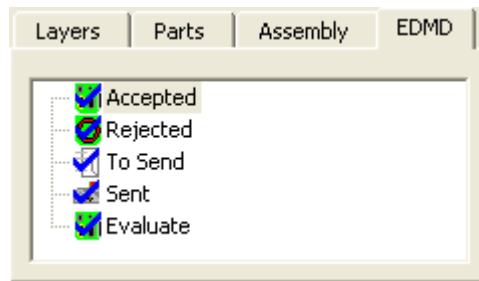 Layers Parts Assembly EDMD
Accepted
Rejected
To Send
Sent
Evaluate